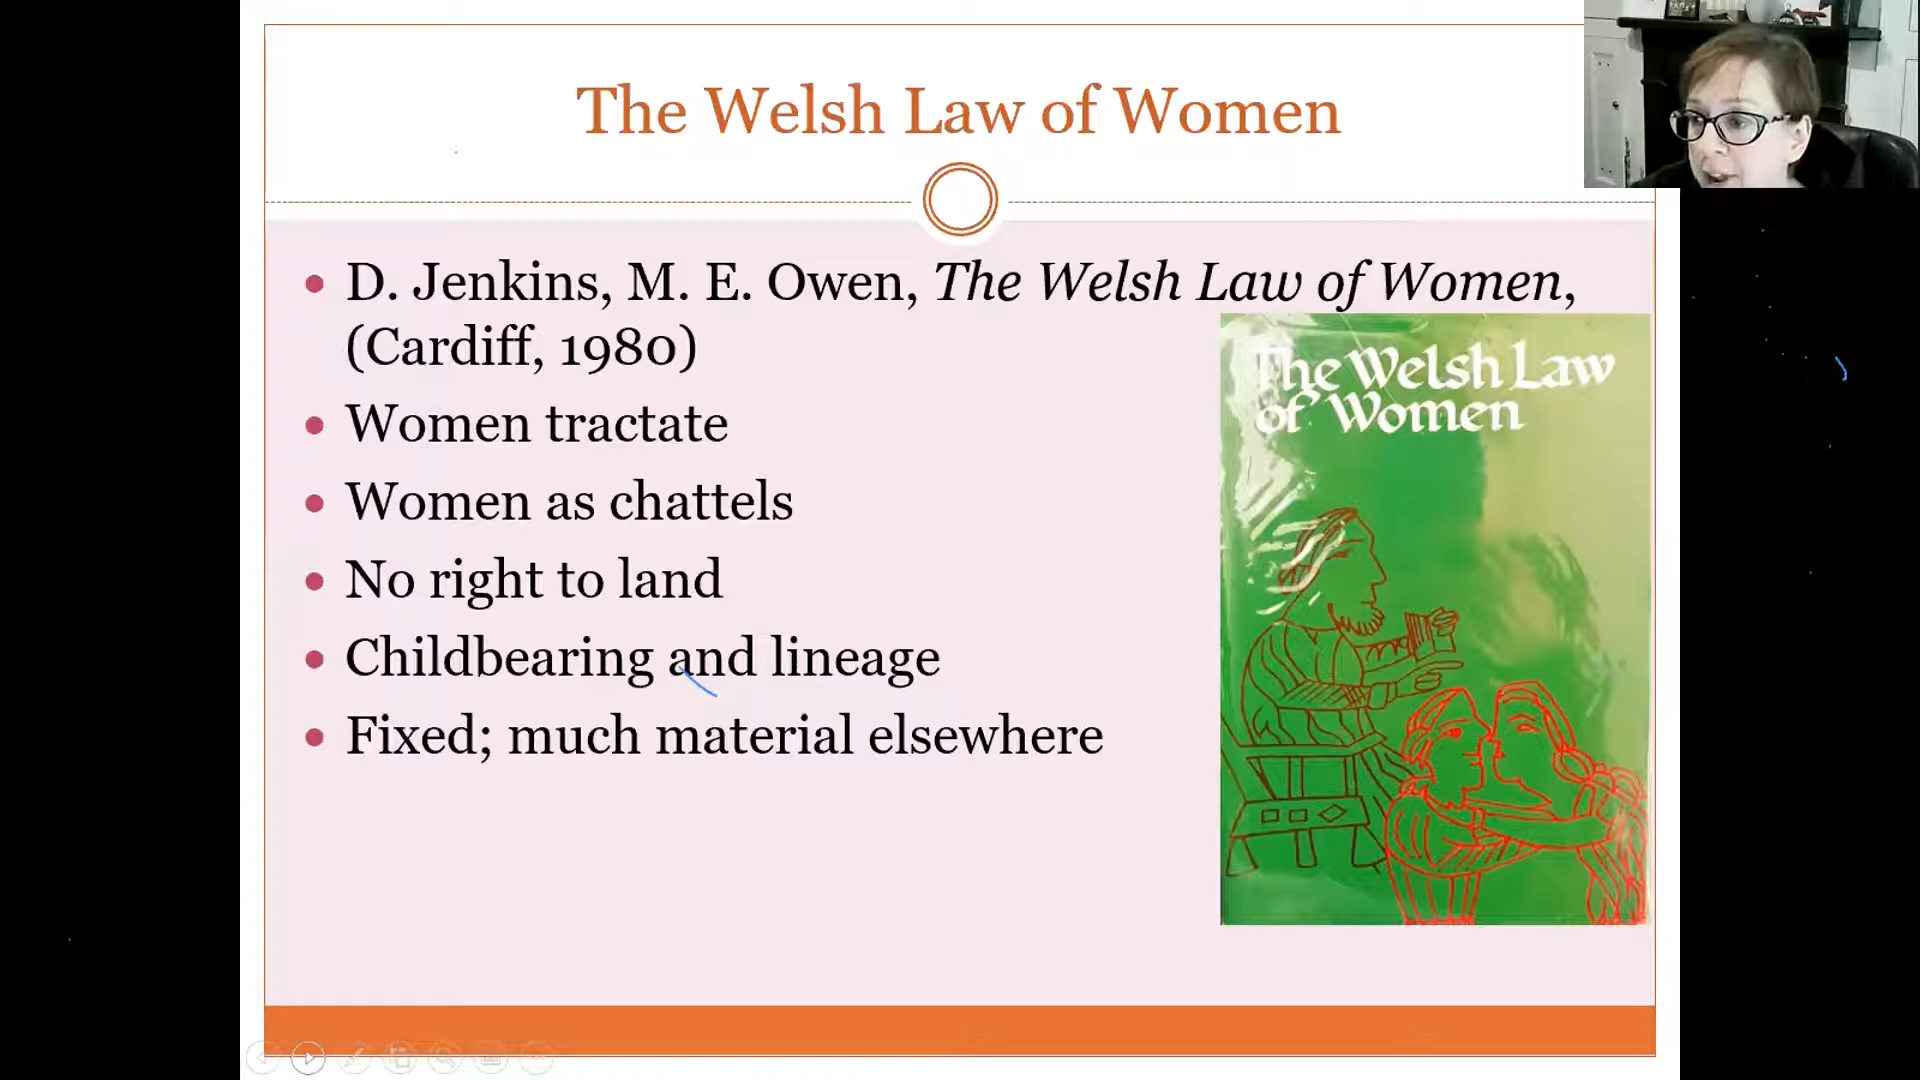 The Welsh Law of Women
• D. Jenkins, M. E. Owen, The Welsh Law of Women,
(Cardiff, 1980)
• Women tractate
• Women as chattels
• No right to land
• Childbearing and lineage
• Fixed; much material elsewhere
The Welsh Law
of Women